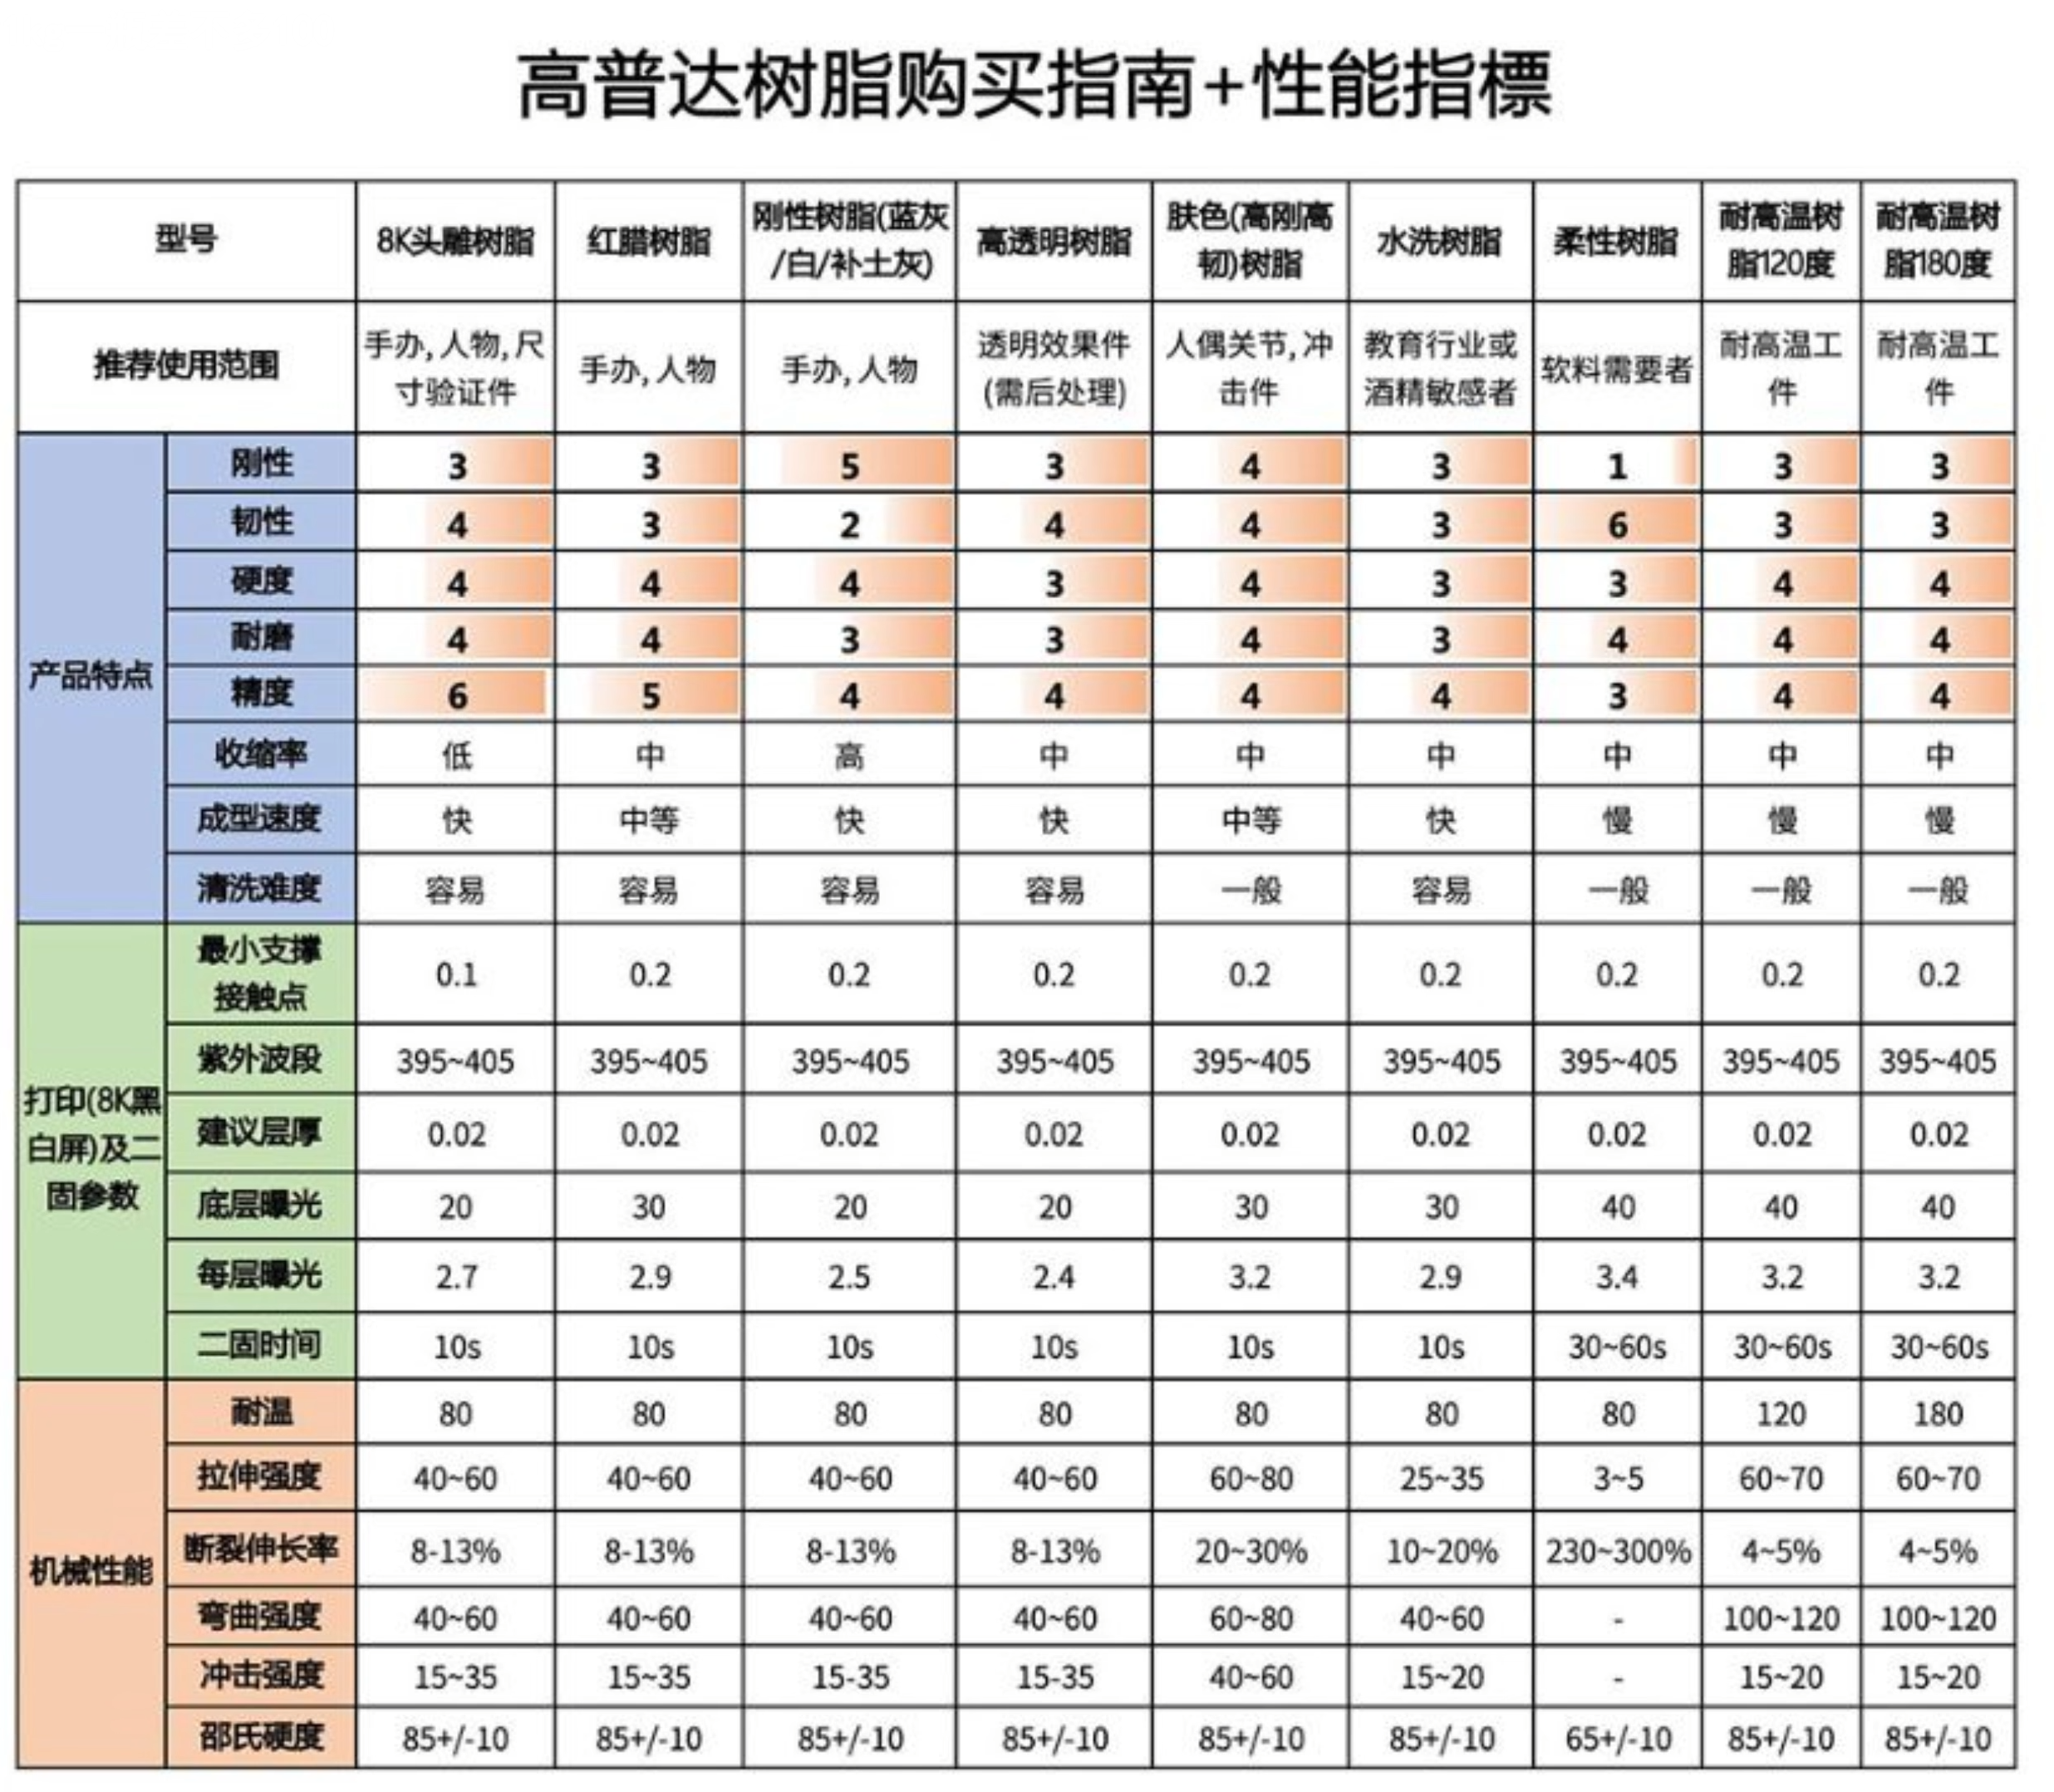 高普达树脂购买指南+性能指標
型号 8K头雕树脂 红腊树脂 刚性树脂(蓝灰/白/补土灰) 高透明树脂 肤色(高刚高韧)树脂 水洗树脂 柔性树脂 耐高温树脂120度 耐高温树脂180度
推荐使用范围 手办,人物,尺寸验证件 手办,人物 手办,人物 透明效果件(需后处理) 人偶关节,冲击件 教育行业或酒精敏感者 软料需要者 耐高温工件 耐高温工件
产品特点
刚性 3 3 5 3 4 3 1 3 3
韧性 4 3 2 4 4 3 6 3 3
硬度 4 4 4 3 4 3 3 4 4
耐磨 4 4 3 3 4 3 4 4 4
精度 6 5 4 4 4 4 3 4 4
收缩率 低 中 高 中 中 中 中 中 中
成型速度 快 中等 快 快 中等 快 慢 慢 慢
清洗难度 容易 容易 容易 容易 一般 容易 一般 一般 一般
打印(8K黑白屏)及二固参数
最小支撑接触点 0.1 0.2 0.2 0.2 0.2 0.2 0.2 0.2 0.2
紫外波段 395~405 395~405 395~405 395~405 395~405 395~405 395~405 395~405 395~405
建议层厚 0.02 0.02 0.02 0.02 0.02 0.02 0.02 0.02 0.02
底层曝光 20 30 20 20 30 30 40 40 40
每层曝光 2.7 2.9 2.5 2.4 3.2 2.9 3.4 3.2 3.2
二固时间 10s 10s 10s 10s 10s 10s 30~60s 30~60s 30~60s
机械性能
耐温 80 80 80 80 80 80 80 120 180
拉伸强度 40~60 40~60 40~60 40~60 60~80 25~35 3~5 60~70 60~70
断裂伸长率 8-13% 8-13% 8-13% 8-13% 20~30% 10~20% 230~300% 4~5% 4~5%
弯曲强度 40~60 40~60 40~60 40~60 60~80 40~60 - 100~120 100~120
冲击强度 15~35 15~35 15-35 15-35 40~60 15~20 - 15~20 15~20
邵氏硬度 85+/-10 85+/-10 85+/-10 85+/-10 85+/-10 85+/-10 65+/-10 85+/-10 85+/-10